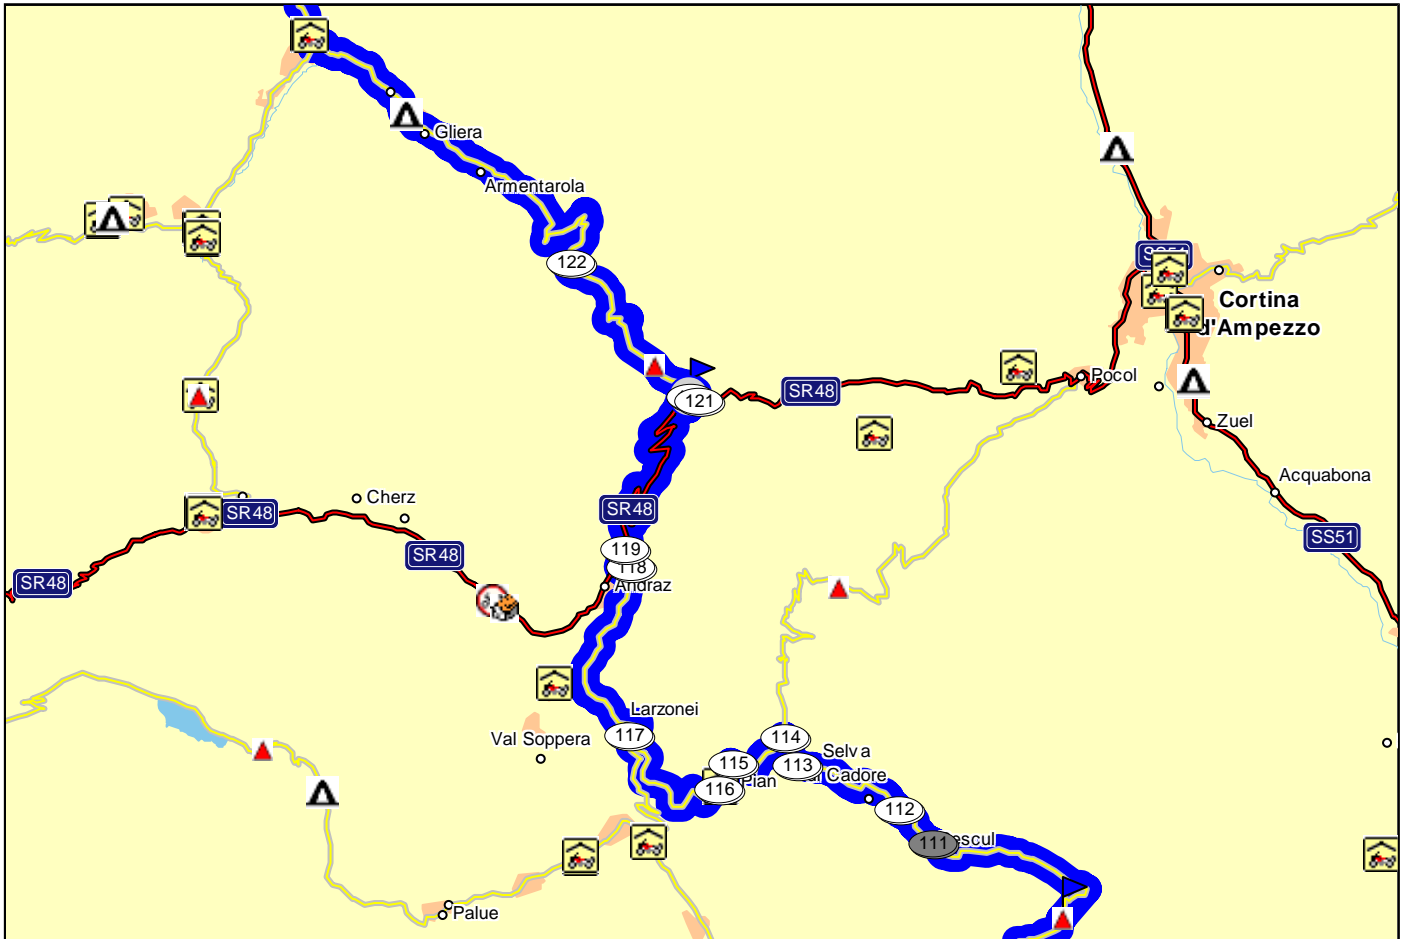 Gliera
Armentarola
122
Cortina
d'Ampezzo
Pocol
SR48
121
Zuel
Acquabona
Cherz
SR48
SR48
SR48
SR48
SS51
119
118
Andraz
Larzonei
117
Val Soppera
114
Selva
115
113
Cadore
Pian
116
112
111
escul
Palue